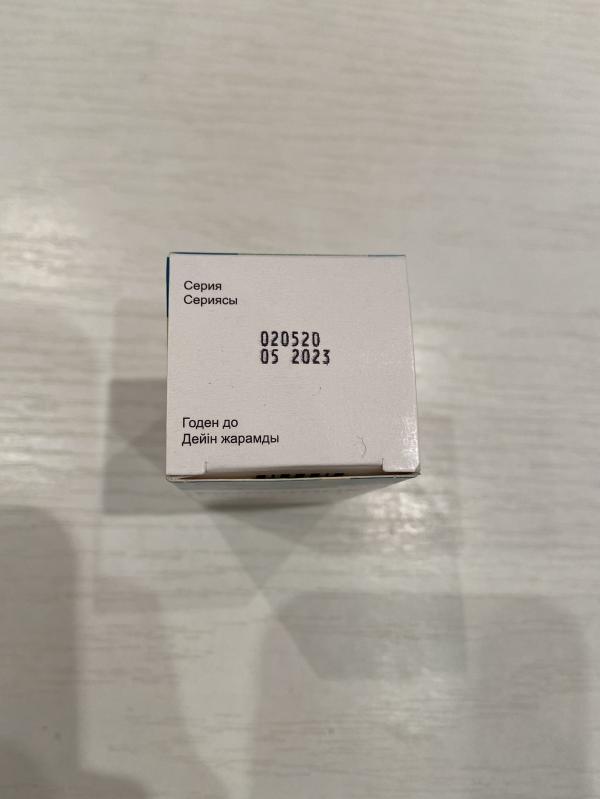 Серия
Сериясы
020520
05 2023
Годен до
Дейін жарамды